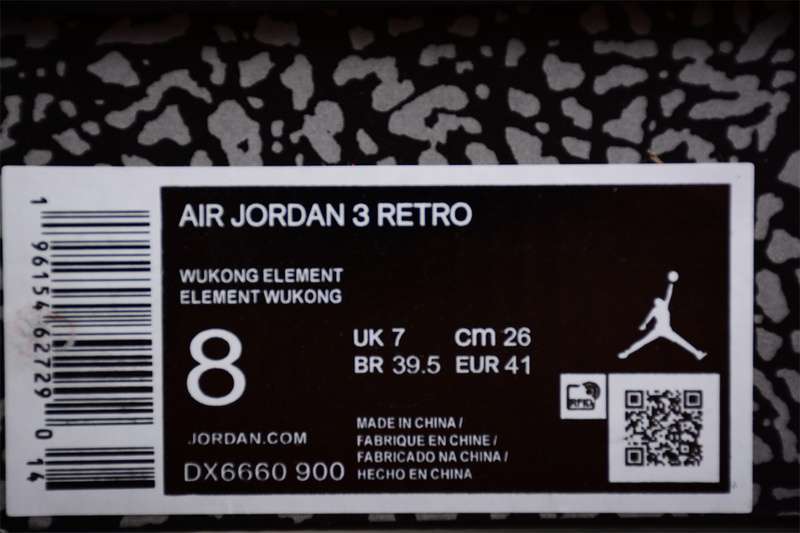 AIR JORDAN 3 RETRO
WUKONG ELEMENT
ELEMENT WUKONG
8
UK 7 cm 26
BR 39.5 EUR 41
JORDAN.COM
DX6660 900
MADE IN CHINA /
FABRIQUE EN CHINE /
FABRICADO NA CHINA /
HECHO EN CHINA
1 96154 62729 0 14